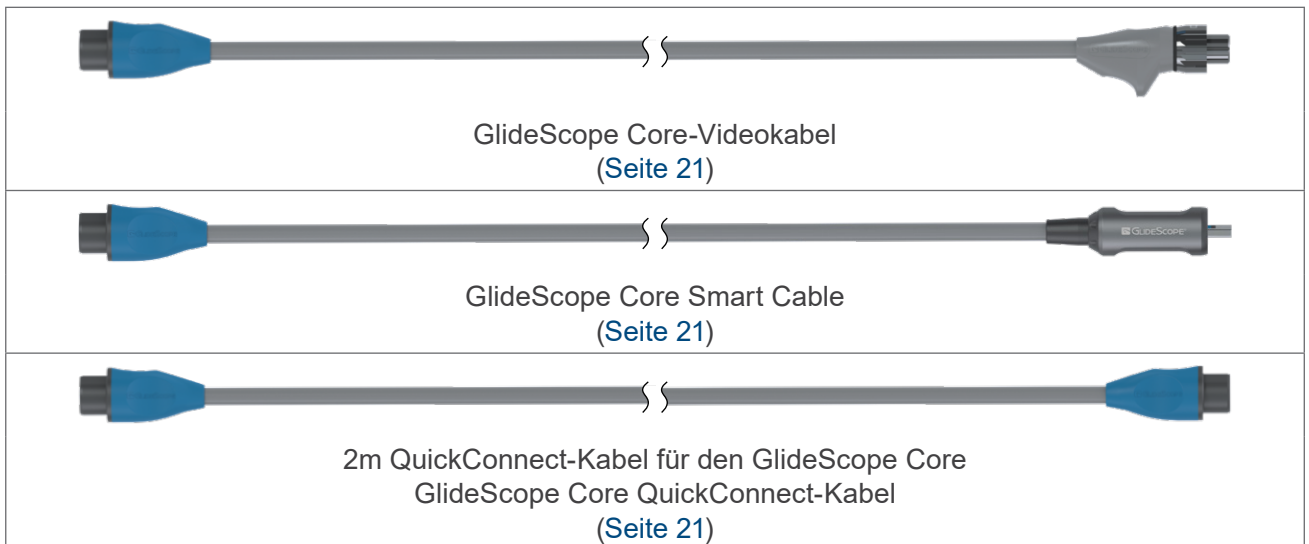 GlideScope Core-Videokabel
(Seite 21)
GLIDESCOPE
GlideScope Core Smart Cable
(Seite 21)
2m QuickConnect-Kabel für den GlideScope Core
GlideScope Core QuickConnect-Kabel
(Seite 21)